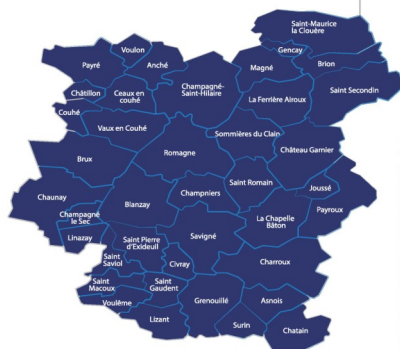 Saint-Maurice
la Clouère
Gencay
Voulon
Payré
Anché
Magné
Brion
Champagné-
Saint-Hilaire
Châtillon
Ceaux en
couhé
Saint Secondin
La Ferrière Airoux
Couhé
Vaux en Couhé
Sommières du Clain
Château Garnier
Brux
Romagne
Saint Romain
Joussé
Chaunay
Champniers
Payroux
Blanzay
Champagné
le Sec
La Chapelle
Bâton
Linazay
Saint Pierre
d'Exideuil
Savigné
Saint
Saviol
Civray
Charroux
Saint
Macoux
Saint
Gaudent
Voulême
Grenouillé
Asnois
Lizant
Surin
Chatain